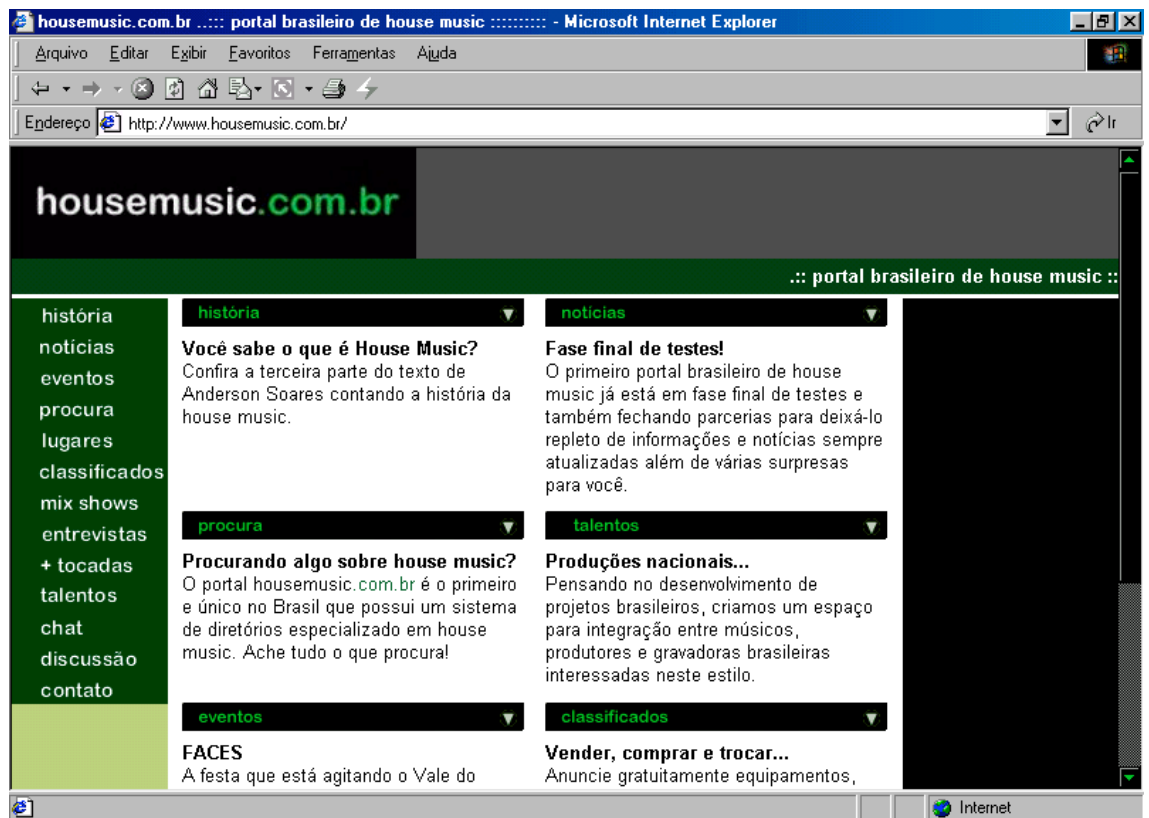 housemusic.com.br ..::: portal brasileiro de house music :::::::::: - Microsoft Internet Explorer
Arquivo Editar Exibir Favoritos Ferramentas Ajuda
Endereço http://www.housemusic.com.br/ Ir
housemusic.com.br
.:: portal brasileiro de house music ::
história
notícias
eventos
procura
lugares
classificados
mix shows
entrevistas
+ tocadas
talentos
chat
discussão
contato
história
Você sabe o que é House Music?
Confira a terceira parte do texto de
Anderson Soares contando a história da
house music.
notícias
Fase final de testes!
O primeiro portal brasileiro de house
music já está em fase final de testes e
também fechando parcerias para deixá-lo
repleto de informações e notícias sempre
atualizadas além de várias surpresas
para você.
procura
Procurando algo sobre house music?
O portal housemusic.com.br é o primeiro
e único no Brasil que possui um sistema
de diretórios especializado em house
music. Ache tudo o que procura!
talentos
Produções nacionais...
Pensando no desenvolvimento de
projetos brasileiros, criamos um espaço
para integração entre músicos,
produtores e gravadoras brasileiras
interessadas neste estilo.
eventos
FACES
A festa que está agitando o Vale do
classificados
Vender, comprar e trocar...
Anuncie gratuitamente equipamentos,
Internet